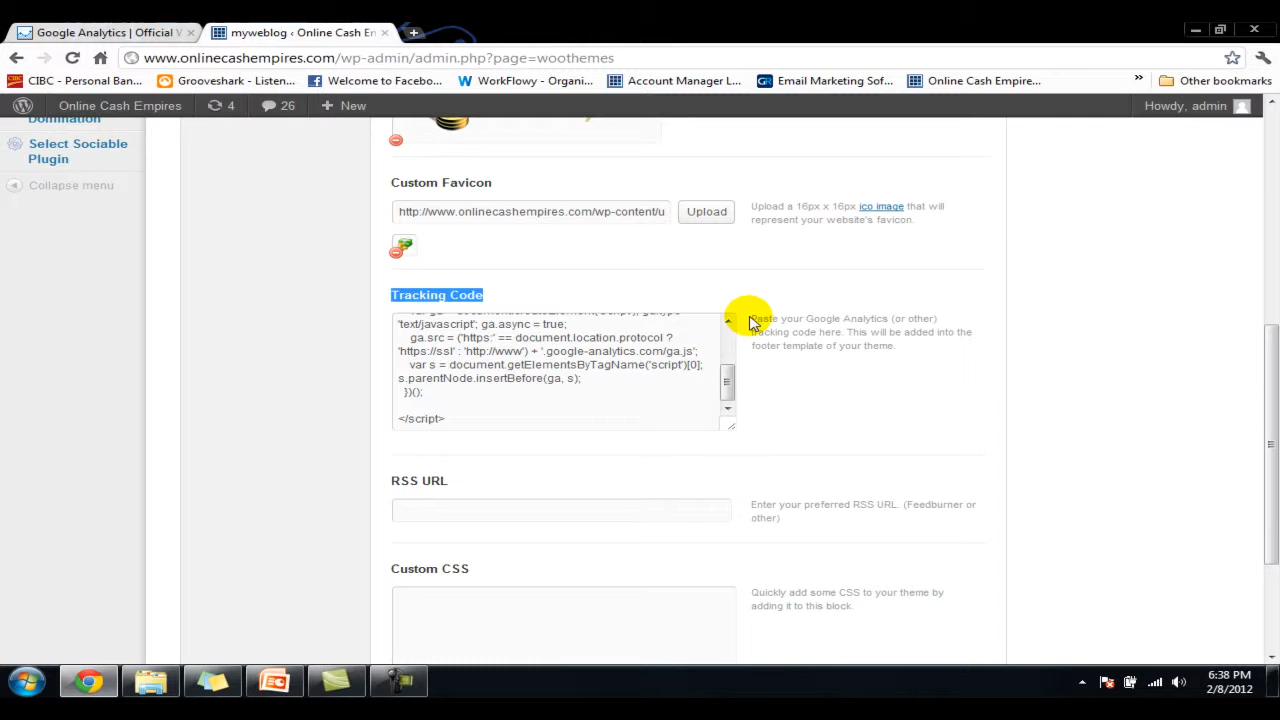 Google Analytics | Official V
myweblog ‹ Online Cash En
www.onlinecashempires.com/wp-admin/admin.php?page=woothemes
CIBC - Personal Ban...
Grooveshark - Listen...
Welcome to Facebo...
WorkFlowy - Organi...
Account Manager L...
Email Marketing Sof...
Online Cash Empire...
»
Other bookmarks
Online Cash Empires
4
26
+ New
Howdy, admin
Domination
Select Sociable
Plugin
Collapse menu
Custom Favicon
http://www.onlinecashempires.com/wp-content/u
Upload
Upload a 16px x 16px ico image that will
represent your website's favicon.
Tracking Code
'text/javascript'; ga.async = true;
ga.src = ('https:' == document.location.protocol ?
'https://ssl' : 'http://www') + '.google-analytics.com/ga.js';
var s = document.getElementsByTagName('script')[0];
s.parentNode.insertBefore(ga, s);
})();
</script>
Paste your Google Analytics (or other)
tracking code here. This will be added into the
footer template of your theme.
RSS URL
Enter your preferred RSS URL. (Feedburner or
other)
Custom CSS
Quickly add some CSS to your theme by
adding it to this block.
6:38 PM
2/8/2012